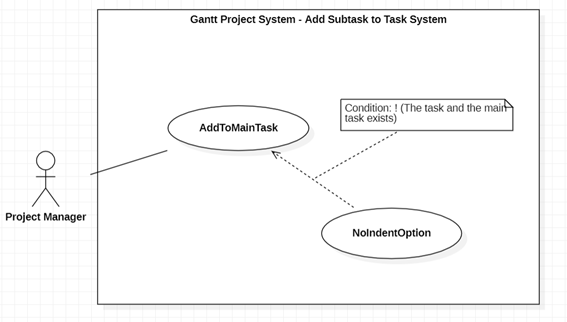 Gantt Project System - Add Subtask to Task System
Condition: ! (The task and the main
task exists)
AddToMainTask
Project Manager
NoIndentOption